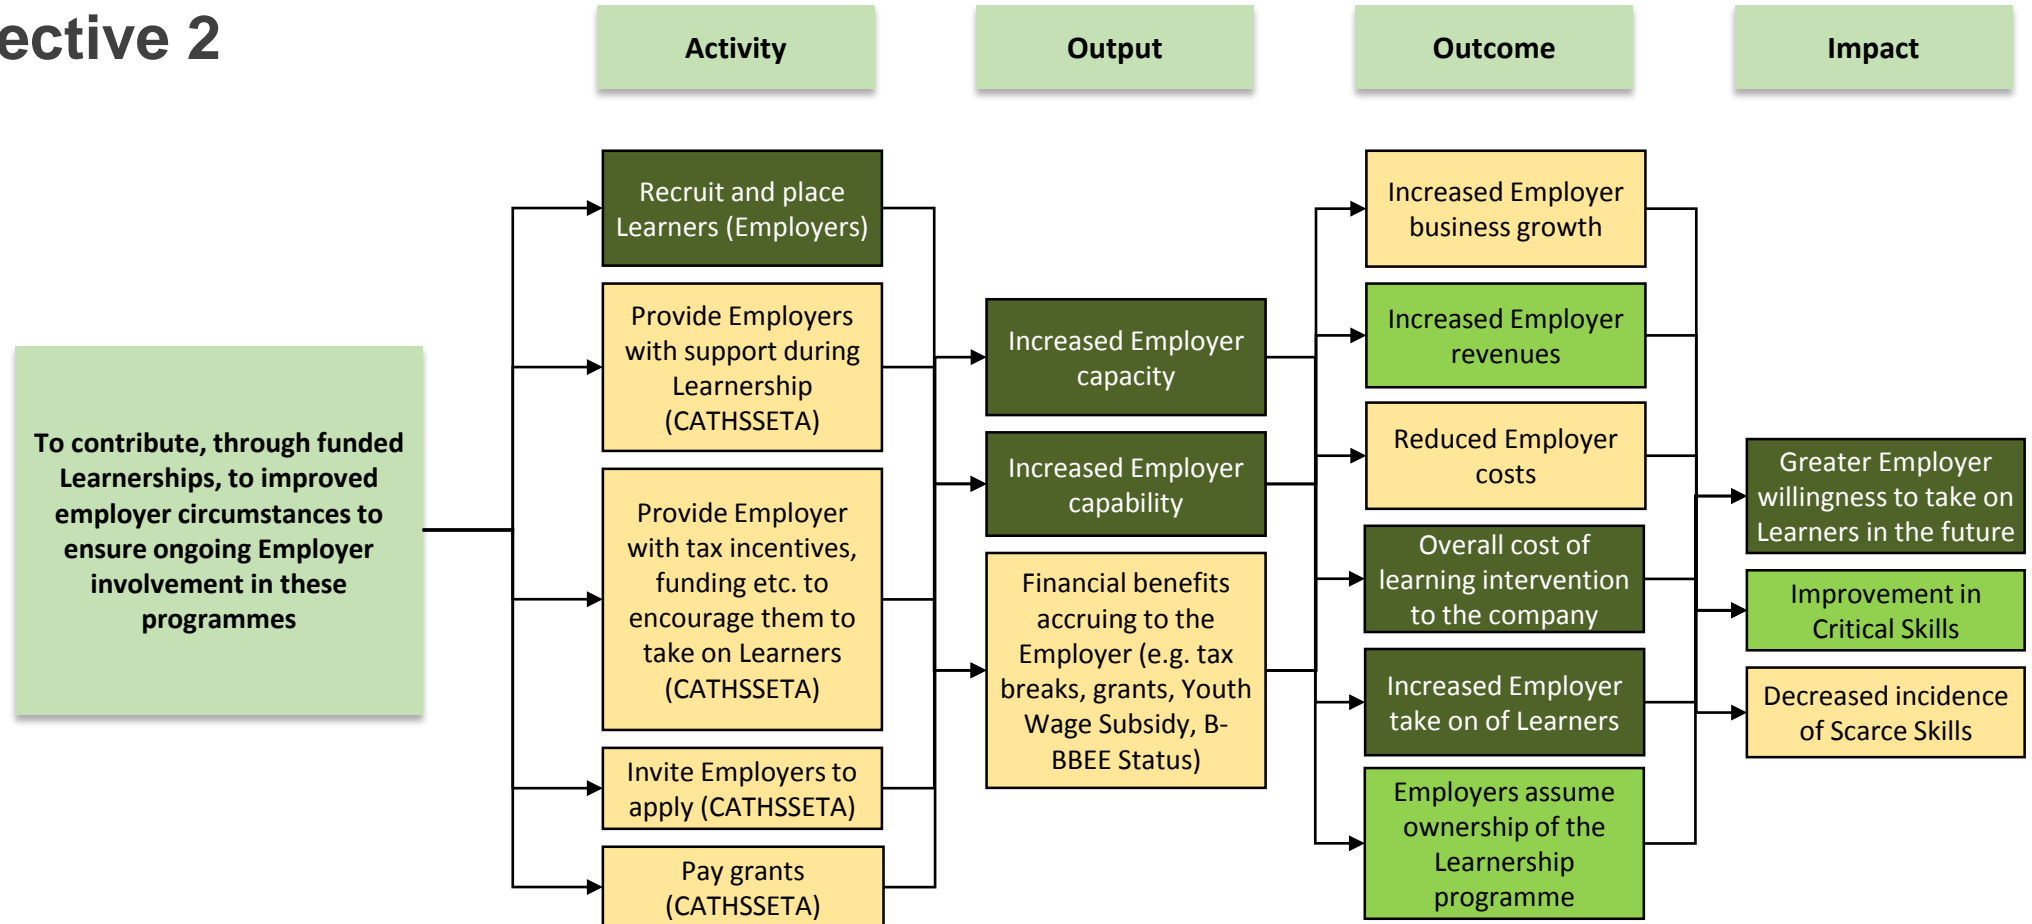 ective 2
Activity
Output
Outcome
Impact
To contribute, through funded
Learnerships, to improved
employer circumstances to
ensure ongoing Employer
involvement in these
programmes
Recruit and place
Learners (Employers)
Provide Employers
with support during
Learnership
(CATHSSETA)
Provide Employer
with tax incentives,
funding etc. to
encourage them to
take on Learners
(CATHSSETA)
Invite Employers to
apply (CATHSSETA)
Pay grants
(CATHSSETA)
Increased Employer
capacity
Increased Employer
capability
Financial benefits
accruing to the
Employer (e.g. tax
breaks, grants, Youth
Wage Subsidy, B-
BBEE Status)
Increased Employer
business growth
Increased Employer
revenues
Reduced Employer
costs
Overall cost of
learning intervention
to the company
Increased Employer
take on of Learners
Employers assume
ownership of the
Learnership
programme
Greater Employer
willingness to take on
Learners in the future
Improvement in
Critical Skills
Decreased incidence
of Scarce Skills